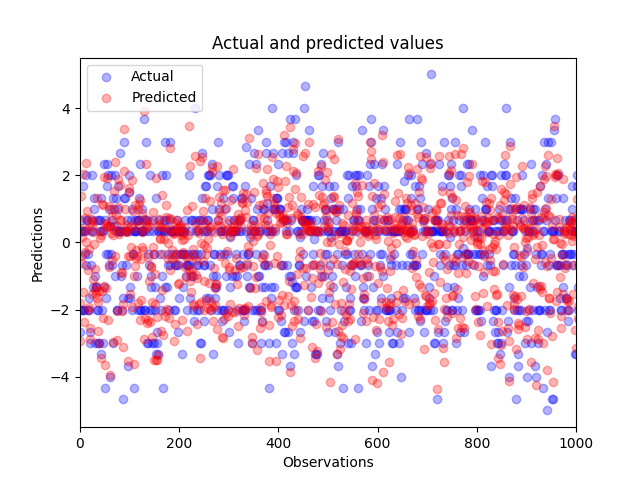 Actual and predicted values
Actual
Predicted
4
2
0
−2
−4
Predictions
0
200
400
600
800
1000
Observations